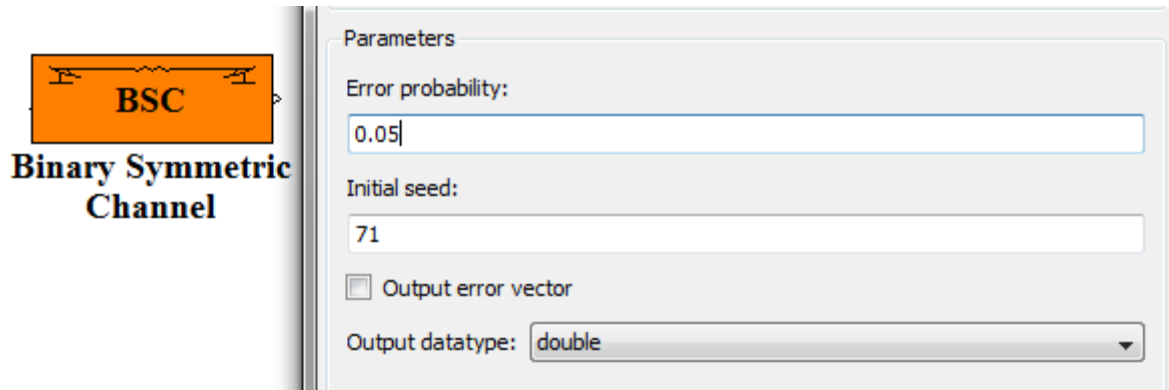 BSC
Binary Symmetric
Channel
Parameters
Error probability:
0.05
Initial seed:
71
Output error vector
Output datatype: double